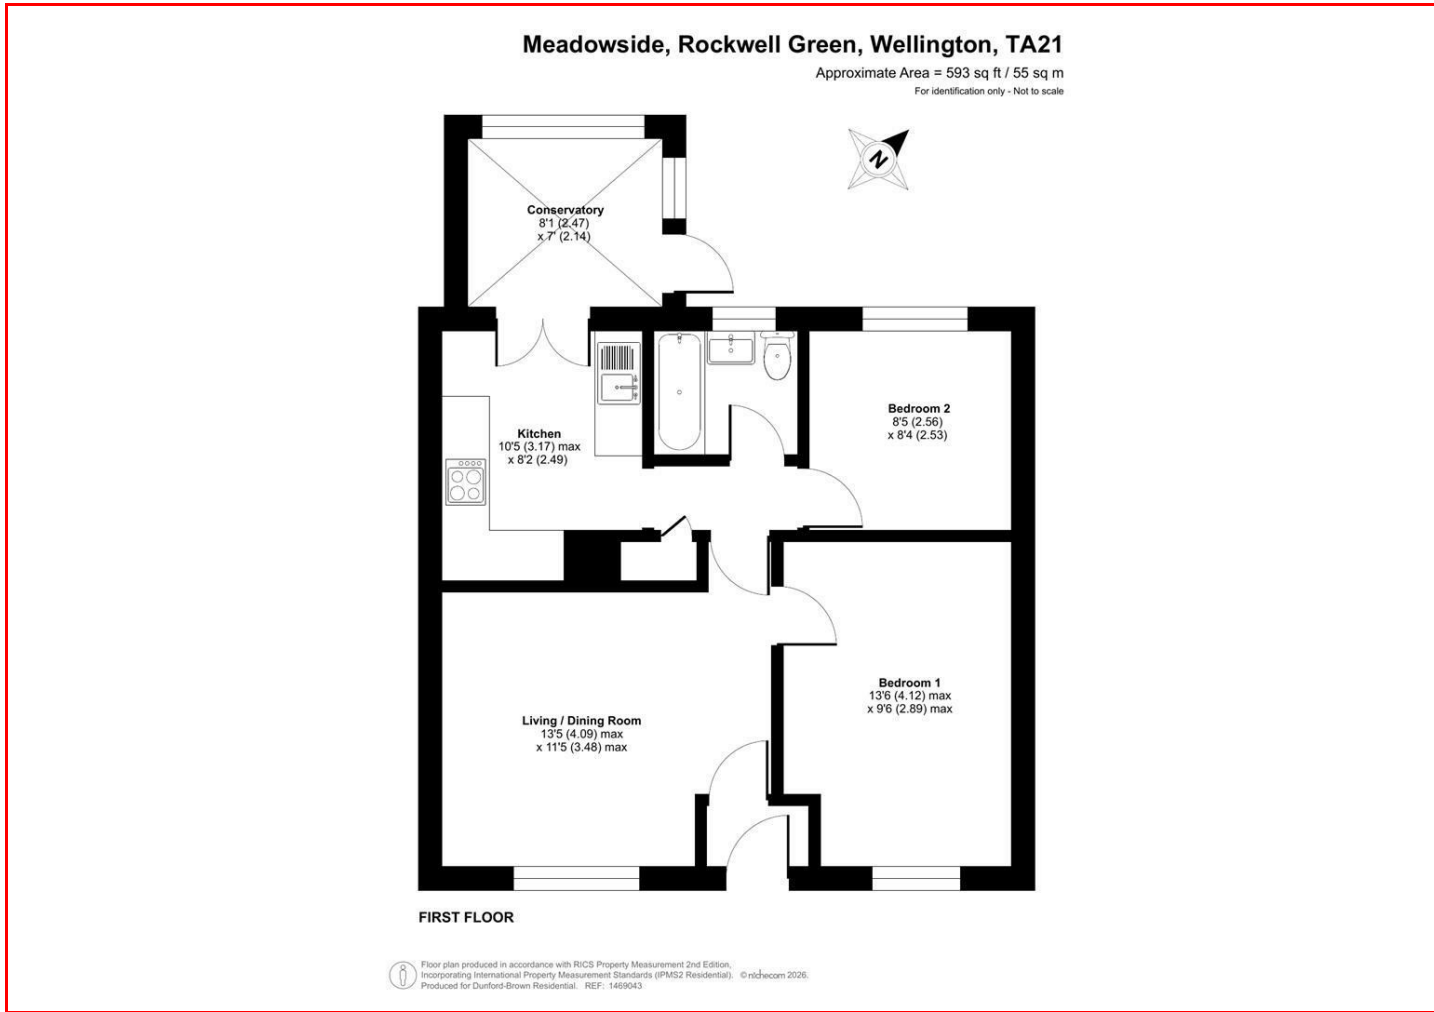 Meadowside, Rockwell Green, Wellington, TA21
Approximate Area = 593 sq ft / 55 sq m
For identification only - Not to scale
N
Conservatory
8'1 (2.47)
x 7' (2.14)
Bedroom 2
8'5 (2.56)
x 8'4 (2.53)
Kitchen
10'5 (3.17) max
x 8'2 (2.49)
Bedroom 1
13'6 (4.12) max
x 9'6 (2.89) max
Living / Dining Room
13'5 (4.09) max
x 11'5 (3.48) max
FIRST FLOOR
Floor plan produced in accordance with RICS Property Measurement 2nd Edition,
Incorporating International Property Measurement Standards (IPMS2 Residential). © nichecom 2026.
Produced for Dunford-Brown Residential. REF: 1469043